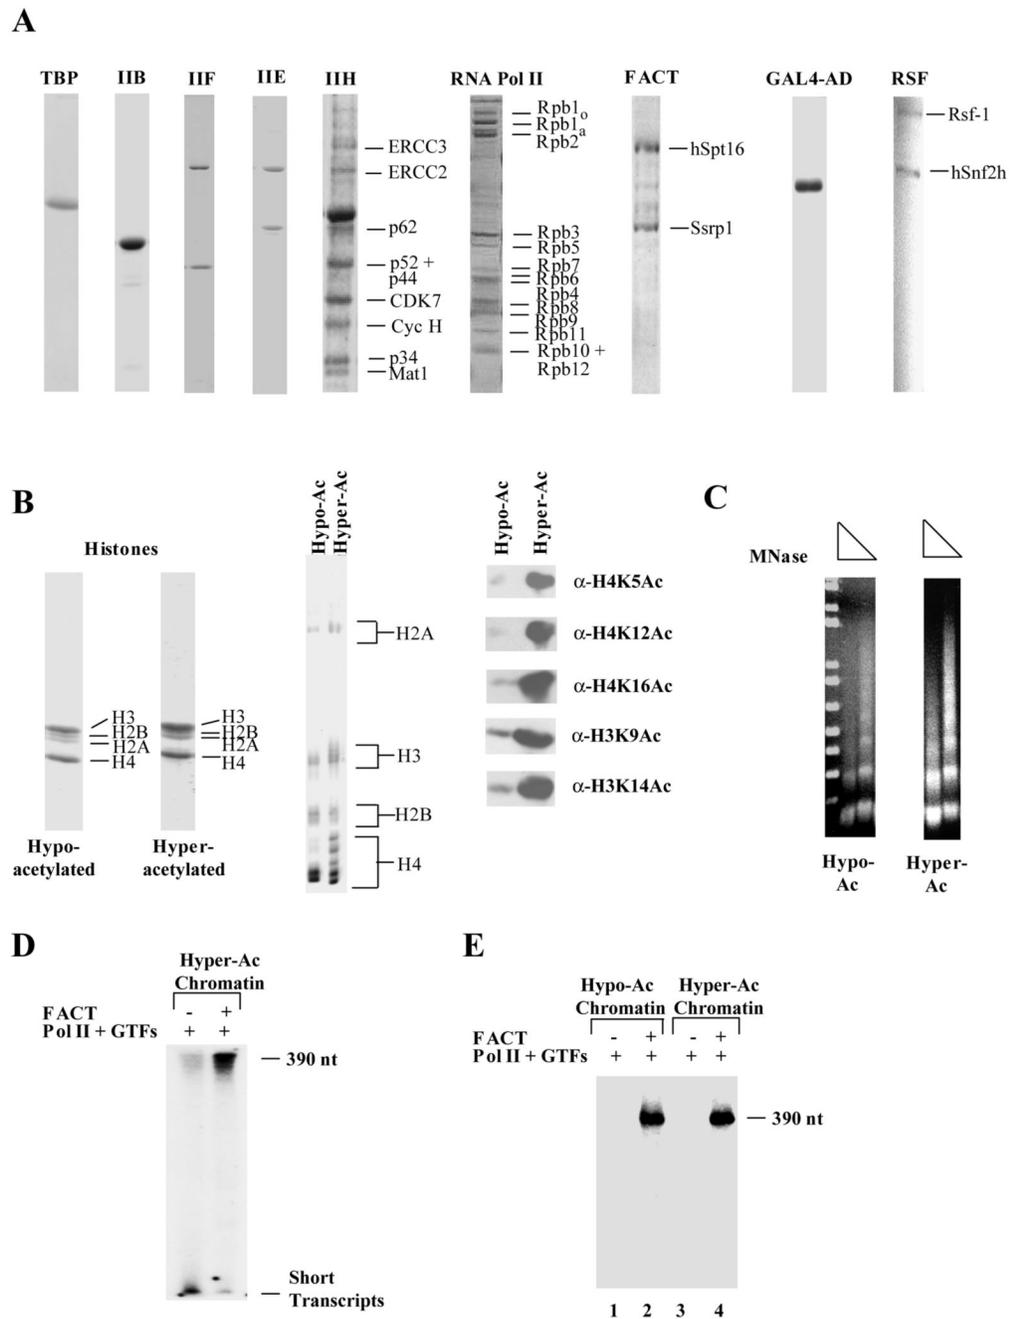 A
TBP
IIB
IIF
IIE
IIH
RNA Pol II
FACT
GAL4-AD
RSF
ERCC3
ERCC2
p62
p52 +
p44
CDK7
Cyc H
p34
Mat1
Rpb1o
Rpb1a
Rpb2
Rpb3
Rpb5
Rpb7
Rpb6
Rpb4
Rpb8
Rpb9
Rpb11
Rpb10 +
Rpb12
hSpt16
Ssrp1
Rsf-1
hSnf2h
B
Histones
H3
H2B
H2A
H4
H3
H2B
H2A
H4
Hypo-
acetylated
Hyper-
acetylated
Hypo-Ac
Hyper-Ac
H2A
H3
H2B
H4
Hypo-Ac
Hyper-Ac
α-H4K5Ac
α-H4K12Ac
α-H4K16Ac
α-H3K9Ac
α-H3K14Ac
C
MNase
Hypo-
Ac
Hyper-
Ac
D
Hyper-Ac
Chromatin
FACT - +
Pol II + GTFs + +
390 nt
Short
Transcripts
E
Hypo-Ac Hyper-Ac
Chromatin Chromatin
FACT - + - +
Pol II + GTFs + + + +
390 nt
1 2 3 4